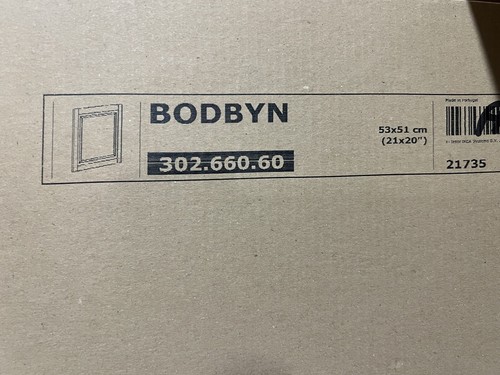 BODBYN
302.660.60
53x51 cm
(21x20")
Made in Portugal
21735